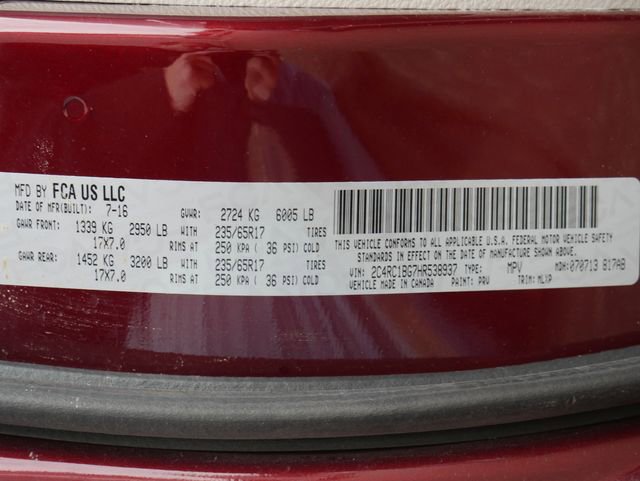 MFD BY FCA US LLC
DATE OF MFR(BUILT): 7-16 GVWR: 2724 KG 6005 LB
GAWR FRONT: 1339 KG 2950 LB 235/65R17 TIRES
17X7.0 RIMS AT 250 KPA ( 36 PSI) COLD
GAWR REAR: 1452 KG 3200 LB 235/65R17 TIRES
17X7.0 RIMS AT 250 KPA ( 36 PSI) COLD
THIS VEHICLE CONFORMS TO ALL APPLICABLE U.S.A. FEDERAL MOTOR VEHICLE SAFETY
STANDARDS IN EFFECT ON THE DATE OF MANUFACTURE SHOWN ABOVE.
VIN: 2C4RC1BG7HR538937 TYPE: MPV MDH: 070713 817AB
VEHICLE MADE IN CANADA PAINT: PRV TRIM: MLXP